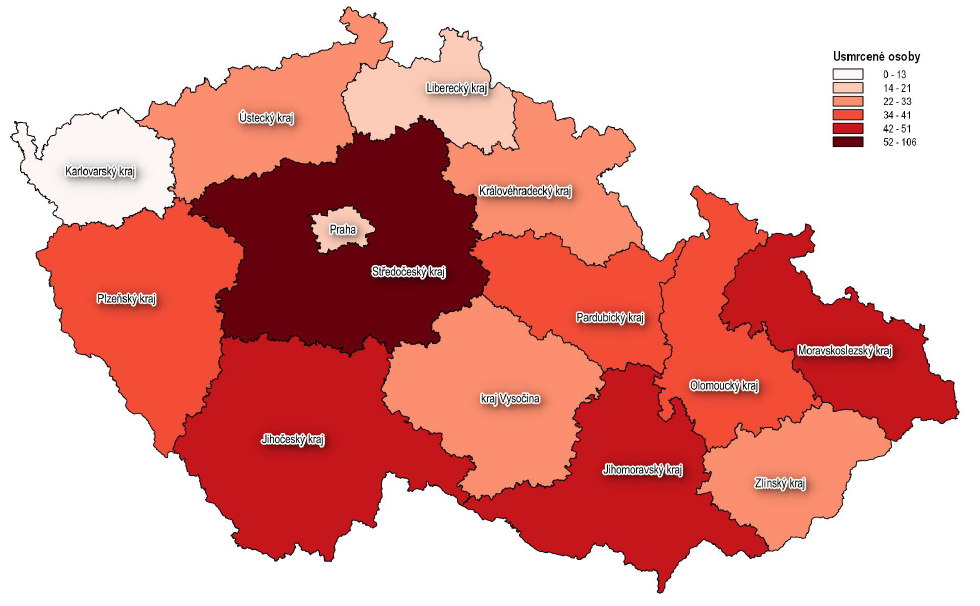 Usmrcené osoby
0 - 13
14 - 21
22 - 33
34 - 41
42 - 51
52 - 106
Liberecký kraj
Ústecký kraj
Karlovarský kraj
Královéhradecký kraj
Praha
Středočeský kraj
Plzeňský kraj
Pardubický kraj
Moravskoslezský kraj
Olomoucký kraj
kraj Vysočina
Jihočeský kraj
Jihomoravský kraj
Zlínský kraj